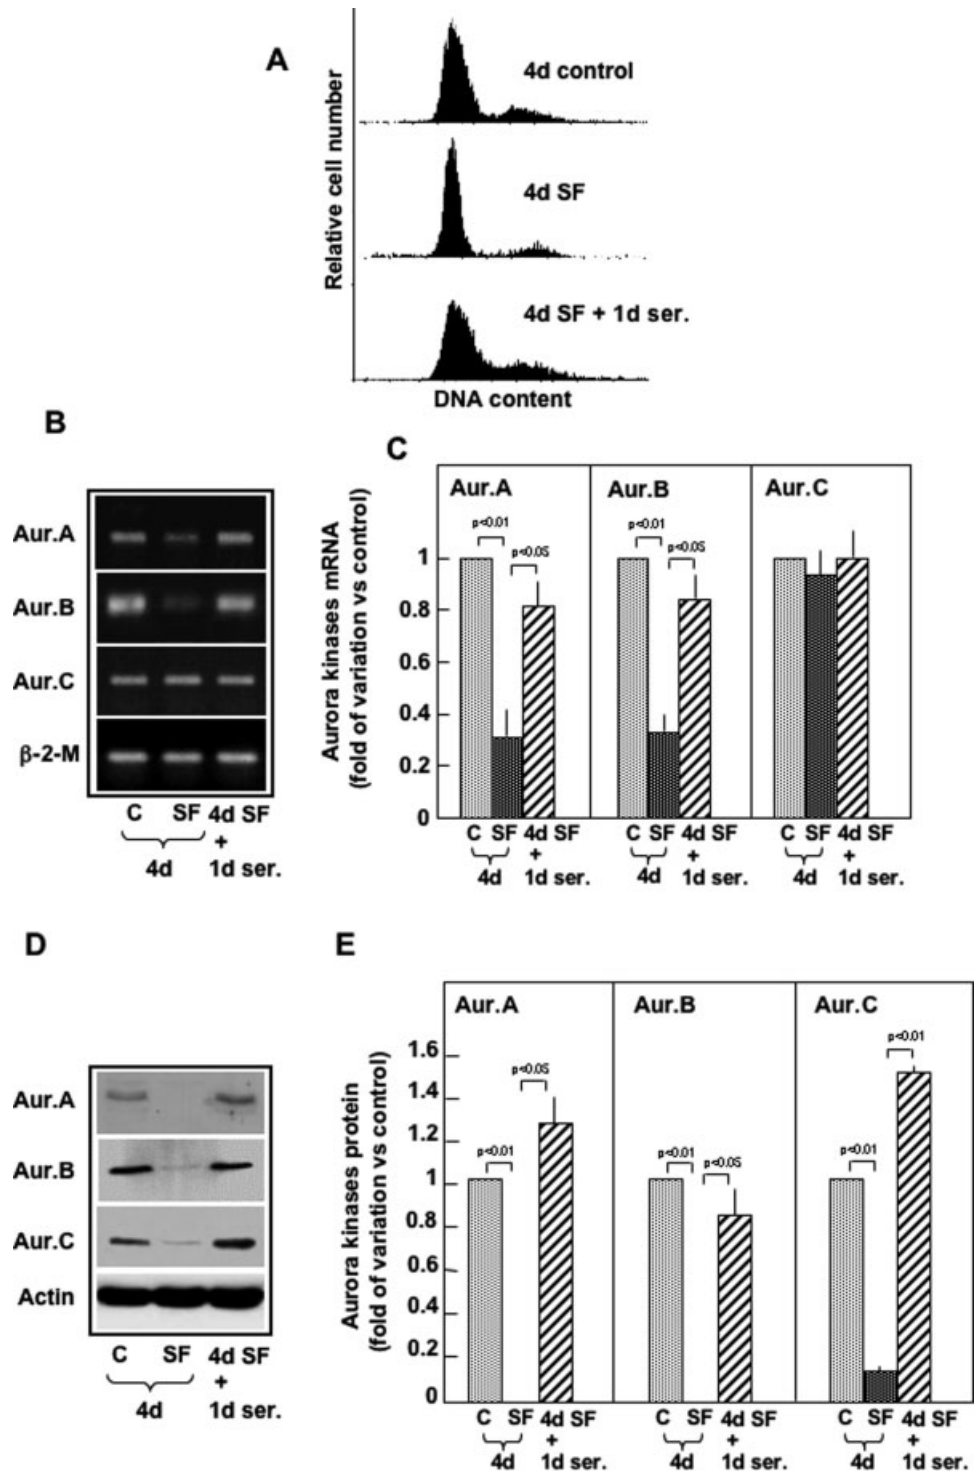 A
Relative cell number
4d control
4d SF
4d SF + 1d ser.
DNA content
B
Aur.A
Aur.B
Aur.C
β-2-M
C SF 4d SF
+
4d 1d ser.
C
Aurora kinases mRNA
(fold of variation vs control)
Aur.A Aur.B Aur.C
p<0.01 p<0.05
p<0.01 p<0.05
1
0.8
0.6
0.4
0.2
0
C SF 4d SF C SF 4d SF C SF 4d SF
+ + +
4d 1d ser. 4d 1d ser. 4d 1d ser.
D
Aur.A
Aur.B
Aur.C
Actin
C SF 4d SF
+
4d 1d ser.
E
Aurora kinases protein
(fold of variation vs control)
Aur.A Aur.B Aur.C
p<0.01 p<0.05
p<0.01 p<0.05
p<0.01 p<0.01
1.6
1.4
1.2
1
0.8
0.6
0.4
0.2
0
C SF 4d SF C SF 4d SF C SF 4d SF
+ + +
4d 1d ser. 4d 1d ser. 4d 1d ser.